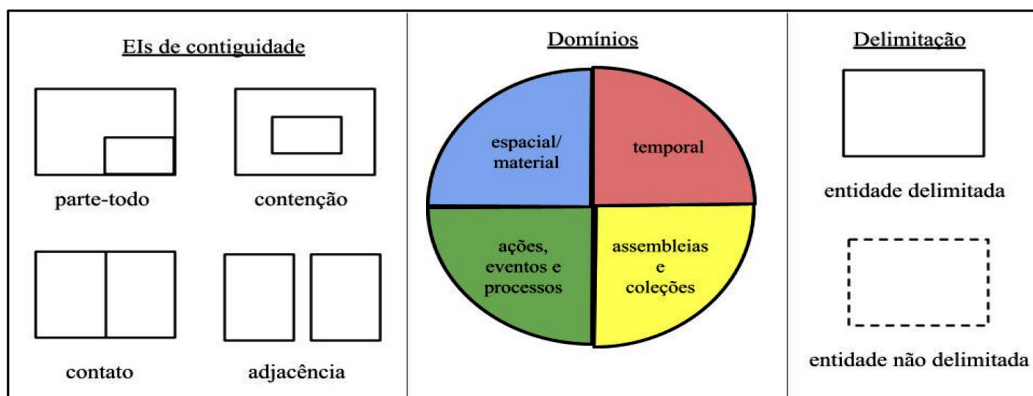 EIs de contiguidade
parte-todo
contenção
contato
adjacência
Domínios
espacial/
material
temporal
ações,
eventos e
processos
assembleias
e
coleções
Delimitação
entidade delimitada
entidade não delimitada